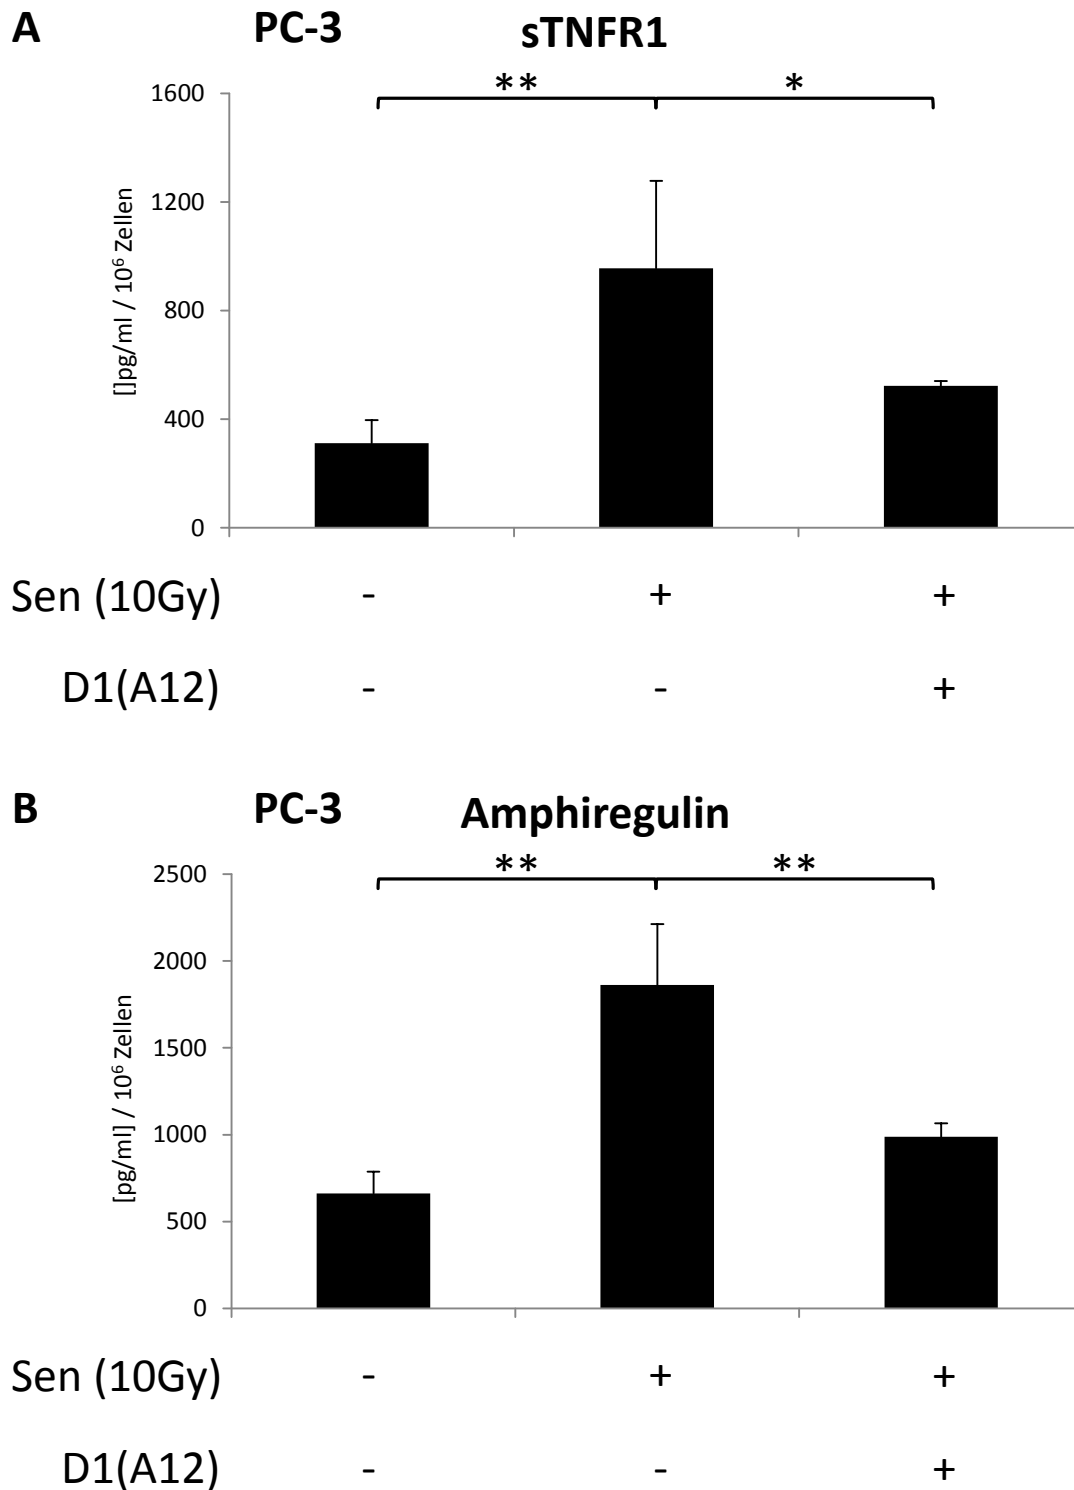 A PC-3 sTNFR1
** *
1600
1200
800
400
0
[]pg/ml / 10⁶ Zellen
Sen (10Gy) - + +
D1(A12) - - +
B PC-3 Amphiregulin
** **
2500
2000
1500
1000
500
0
[pg/ml] / 10⁶ Zellen
Sen (10Gy) - + +
D1(A12) - - +